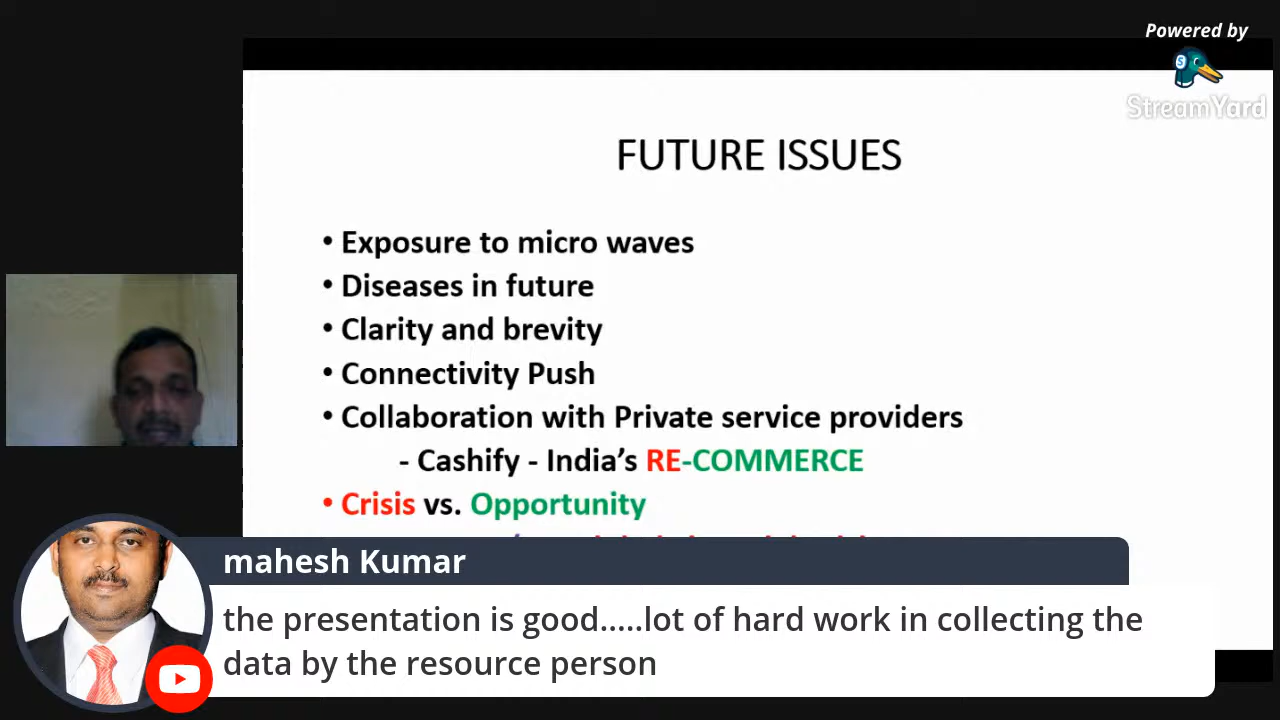 Powered by
StreamYard
FUTURE ISSUES
• Exposure to micro waves
• Diseases in future
• Clarity and brevity
• Connectivity Push
• Collaboration with Private service providers
- Cashify - India’s RE-COMMERCE
• Crisis vs. Opportunity
mahesh Kumar
the presentation is good.....lot of hard work in collecting the
data by the resource person